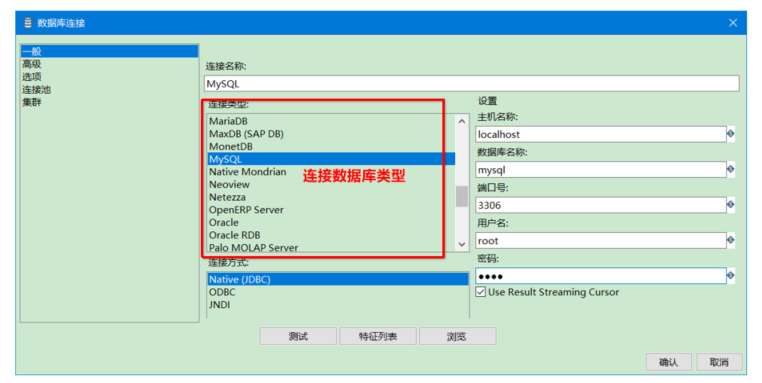 数据库连接
一般
高级
选项
连接池
集群
连接名称:
MySQL
连接类型:
MariaDB
MaxDB (SAP DB)
MonetDB
MySQL
Native Mondrian
Neoview
Netezza
OpenERP Server
Oracle
Oracle RDB
Palo MOLAP Server
连接数据库类型
连接方式:
Native (JDBC)
ODBC
JNDI
设置
主机名称:
localhost
数据库名称:
mysql
端口号:
3306
用户名:
root
密码:
●●●●
Use Result Streaming Cursor
测试
特征列表
浏览
确认
取消